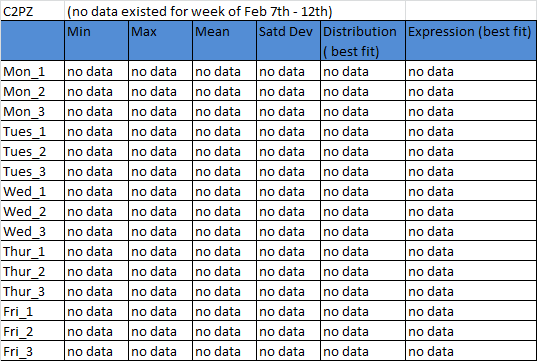 C2PZ (no data existed for week of Feb 7th - 12th)
Min Max Mean Satd Dev Distribution ( best fit) Expression (best fit)
Mon_1 no data no data no data no data no data no data
Mon_2 no data no data no data no data no data no data
Mon_3 no data no data no data no data no data no data
Tues_1 no data no data no data no data no data no data
Tues_2 no data no data no data no data no data no data
Tues_3 no data no data no data no data no data no data
Wed_1 no data no data no data no data no data no data
Wed_2 no data no data no data no data no data no data
Wed_3 no data no data no data no data no data no data
Thur_1 no data no data no data no data no data no data
Thur_2 no data no data no data no data no data no data
Thur_3 no data no data no data no data no data no data
Fri_1 no data no data no data no data no data no data
Fri_2 no data no data no data no data no data no data
Fri_3 no data no data no data no data no data no data